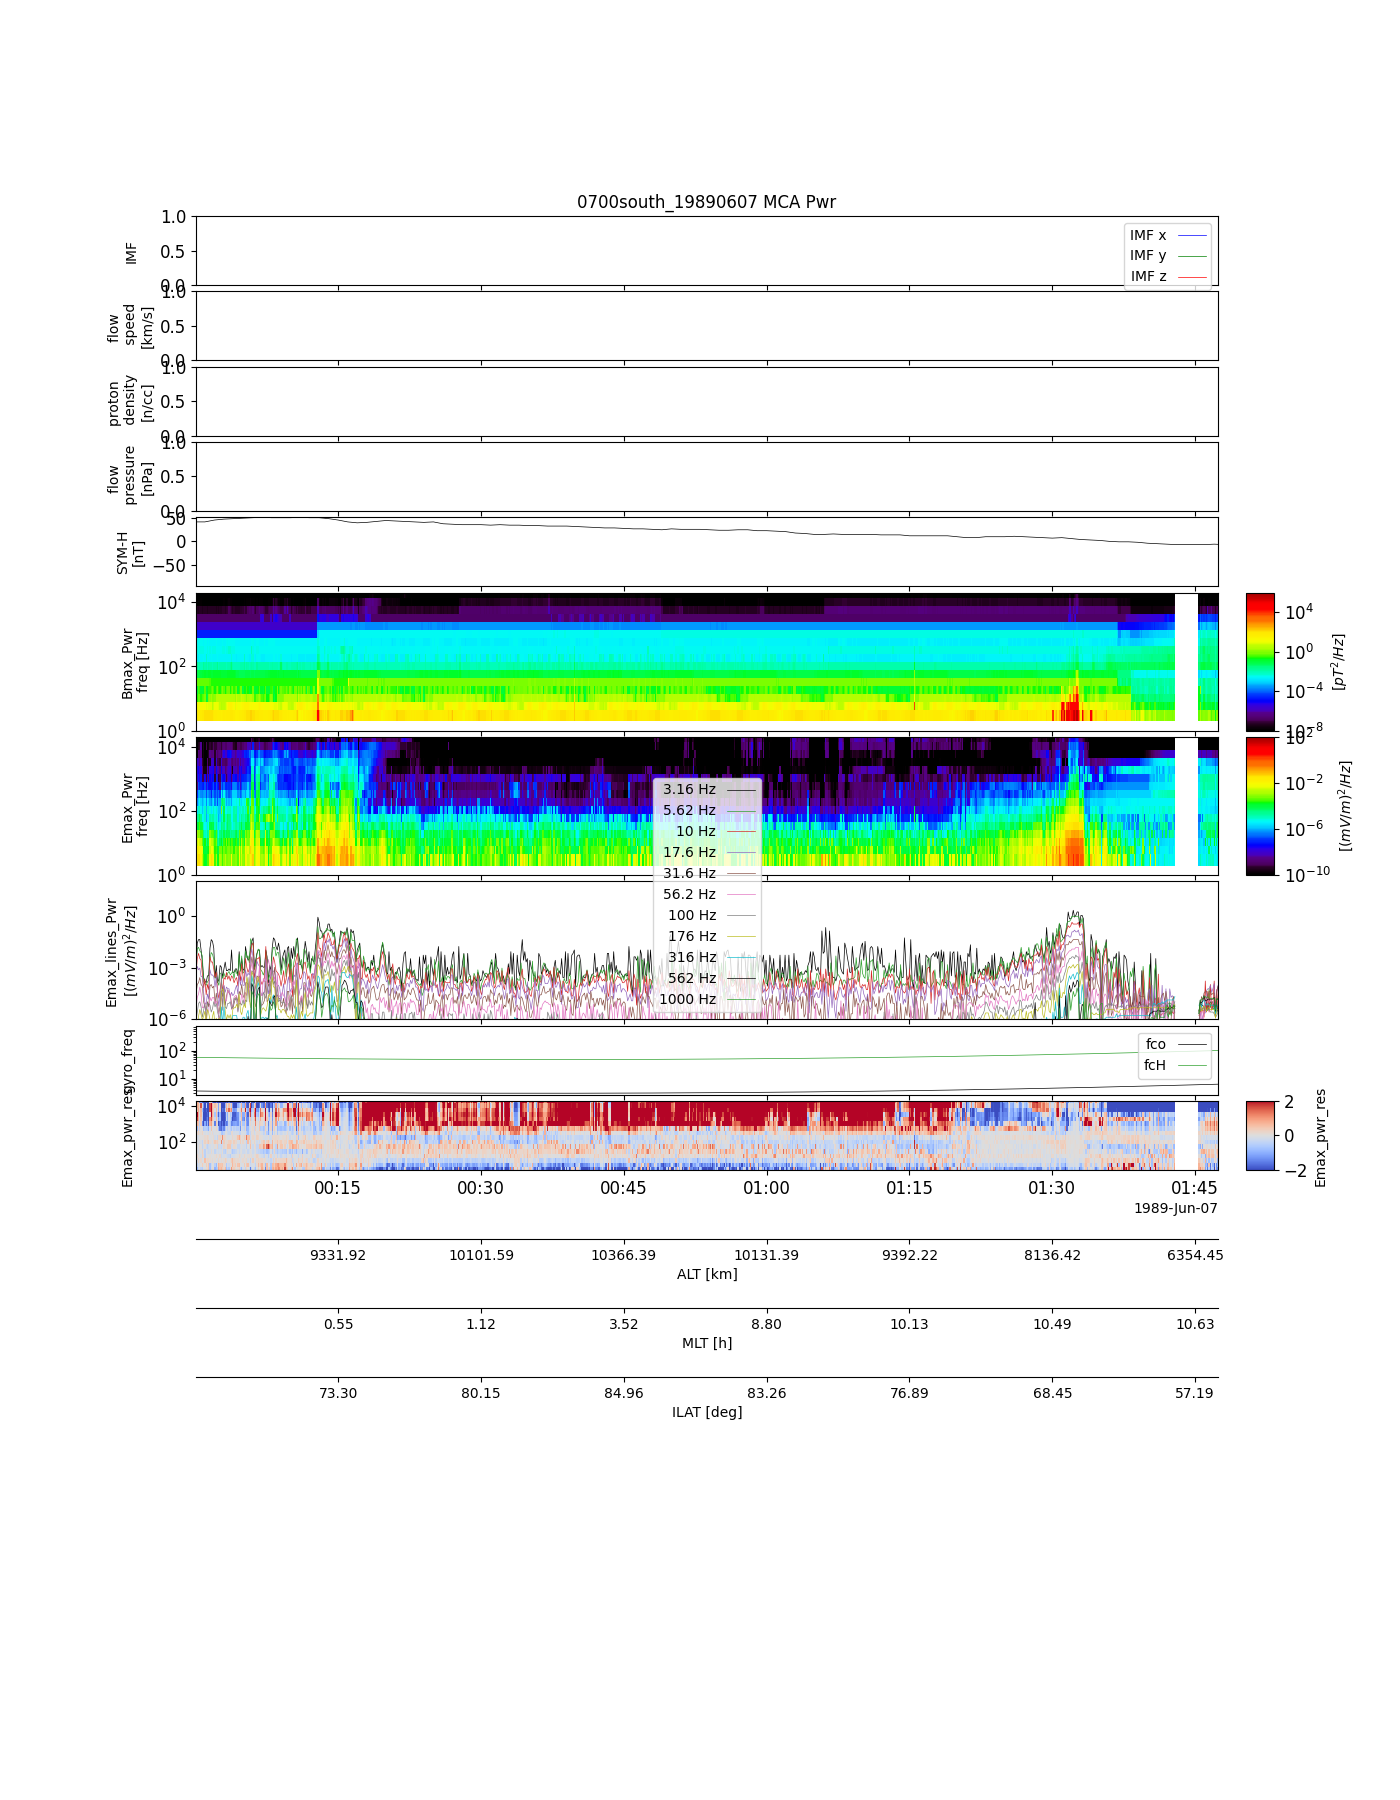 0700south_19890607 MCA Pwr
1.0
0.5
0.0
IMF
IMF x
IMF y
IMF z
1.0
0.5
0.0
flow
speed
[km/s]
1.0
0.5
0.0
proton
density
[n/cc]
1.0
0.5
0.0
flow
pressure
[nPa]
50
0
−50
SYM-H
[nT]
10^4
10^2
10^0
Bmax_Pwr
freq [Hz]
10^4
10^0
10^−4
10^−8
[pT^2/Hz]
10^4
10^2
10^0
Emax_Pwr
freq [Hz]
10^2
10^−2
10^−6
10^−10
[(mV/m)^2/Hz]
3.16 Hz
5.62 Hz
10 Hz
17.6 Hz
31.6 Hz
56.2 Hz
100 Hz
176 Hz
316 Hz
562 Hz
1000 Hz
10^0
10^−3
10^−6
Emax_lines_Pwr
[(mV/m)^2/Hz]
10^2
10^1
gyro_freq
fco
fcH
10^4
10^2
Emax_pwr_res
2
0
−2
Emax_pwr_res
00:15 00:30 00:45 01:00 01:15 01:30 01:45
1989-Jun-07
9331.92 10101.59 10366.39 10131.39 9392.22 8136.42 6354.45
ALT [km]
0.55 1.12 3.52 8.80 10.13 10.49 10.63
MLT [h]
73.30 80.15 84.96 83.26 76.89 68.45 57.19
ILAT [deg]